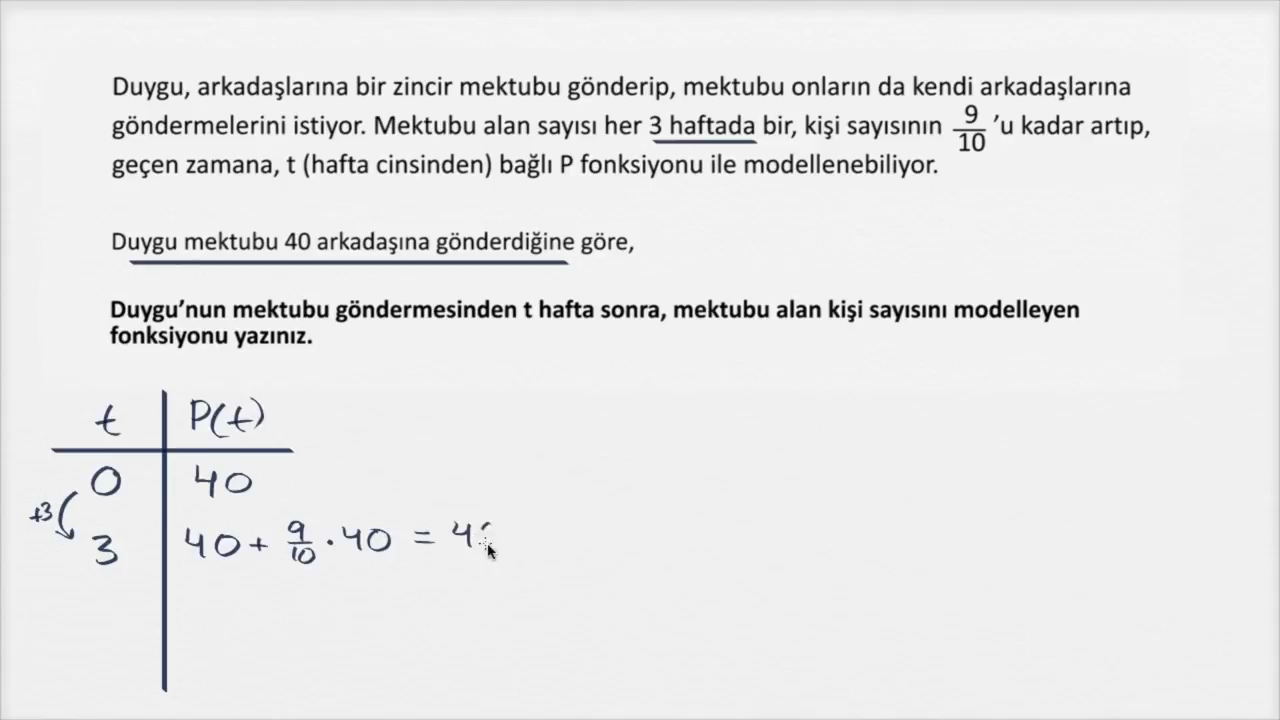 Duygu, arkadaşlarına bir zincir mektubu gönderip, mektubu onların da kendi arkadaşlarına
göndermelerini istiyor. Mektubu alan sayısı her 3 haftada bir, kişi sayısının 9/10 'u kadar artıp,
geçen zamana, t (hafta cinsinden) bağlı P fonksiyonu ile modellenebiliyor.
Duygu mektubu 40 arkadaşına gönderdiğine göre,
Duygu'nun mektubu göndermesinden t hafta sonra, mektubu alan kişi sayısını modelleyen
fonksiyonu yazınız.
t P(t)
0 40
+3
3 40 + 9/10 · 40 = 4